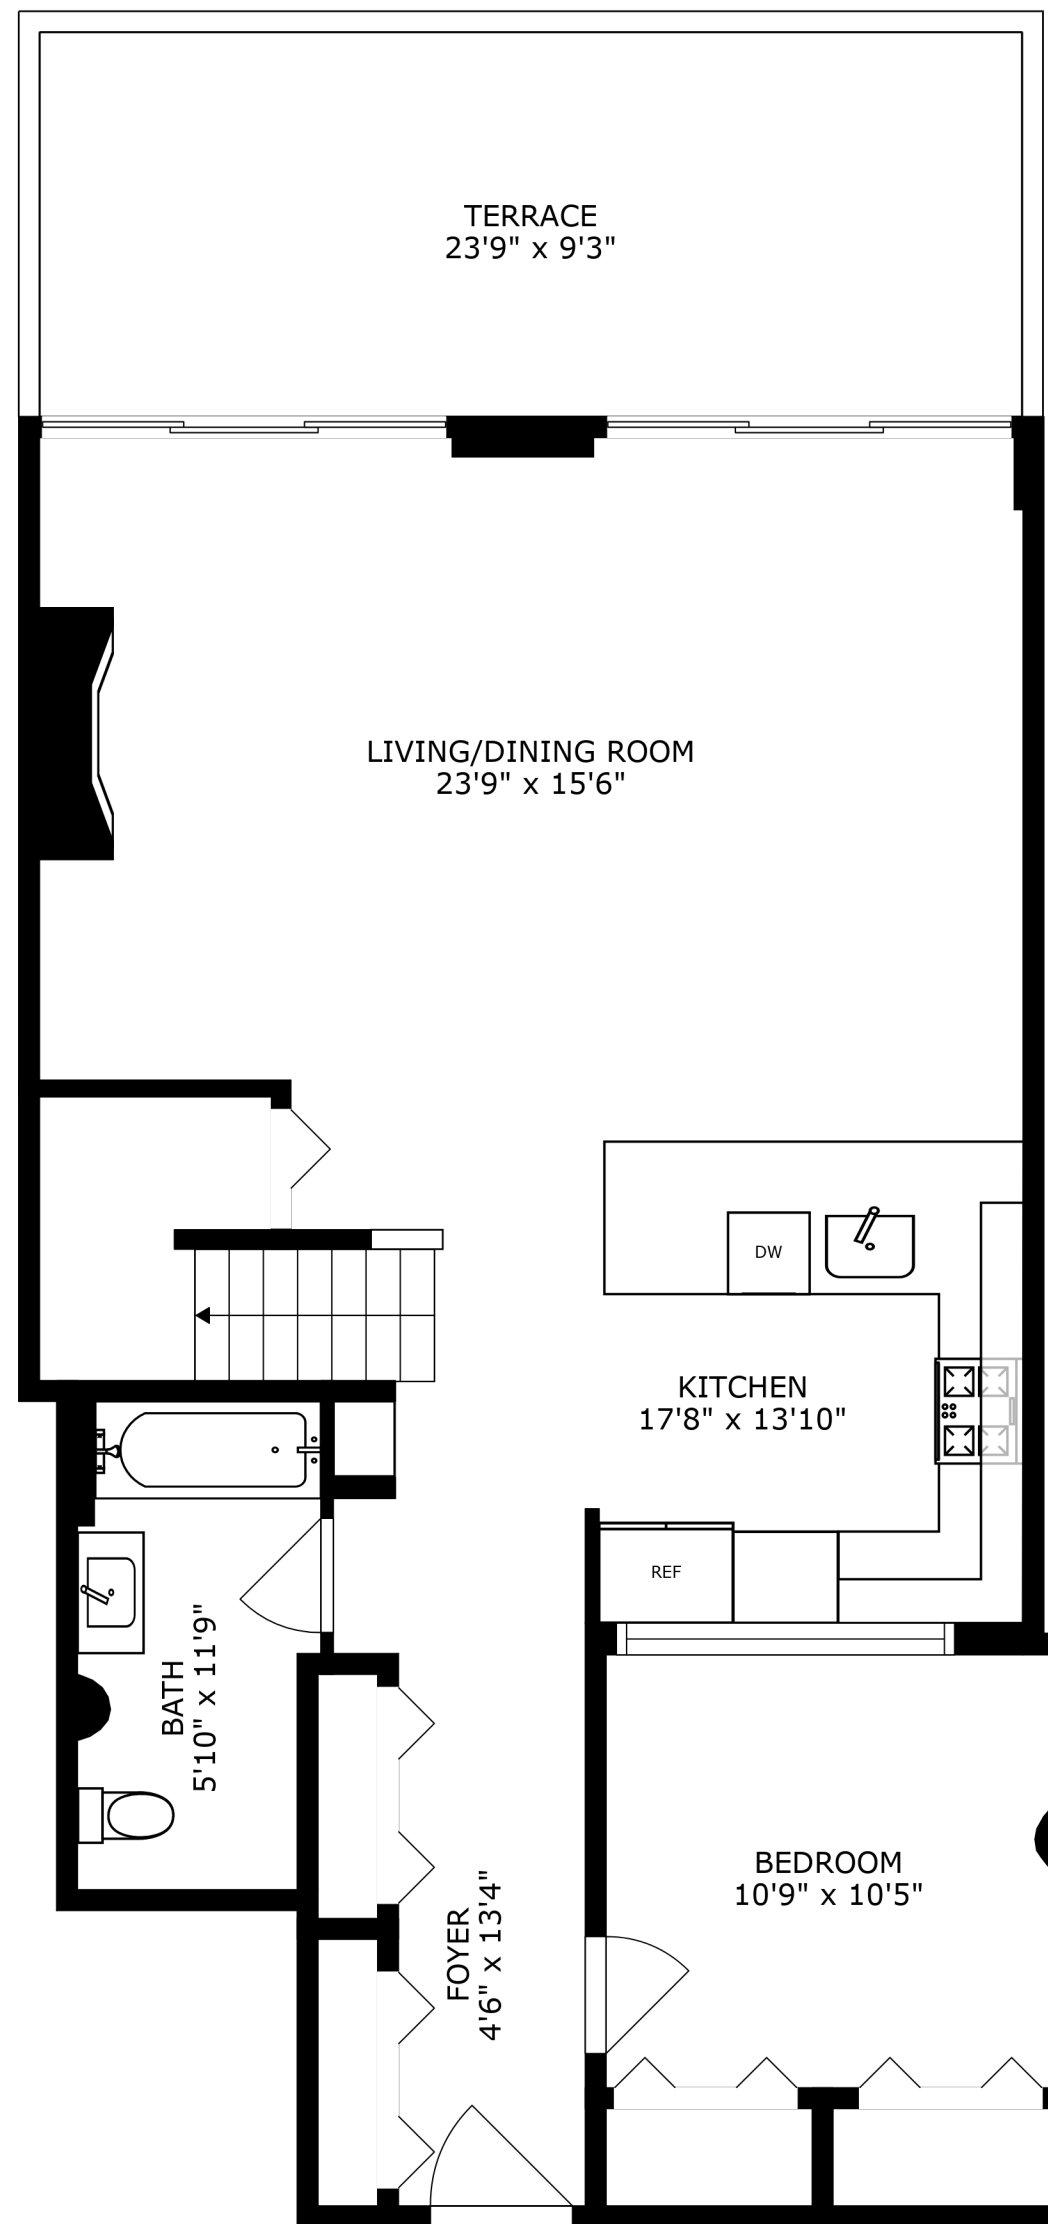 TERRACE
23'9" x 9'3"
LIVING/DINING ROOM
23'9" x 15'6"
DW
KITCHEN
17'8" x 13'10"
REF
BATH
5'10" x 11'9"
BEDROOM
10'9" x 10'5"
FOYER
4'6" x 13'4"